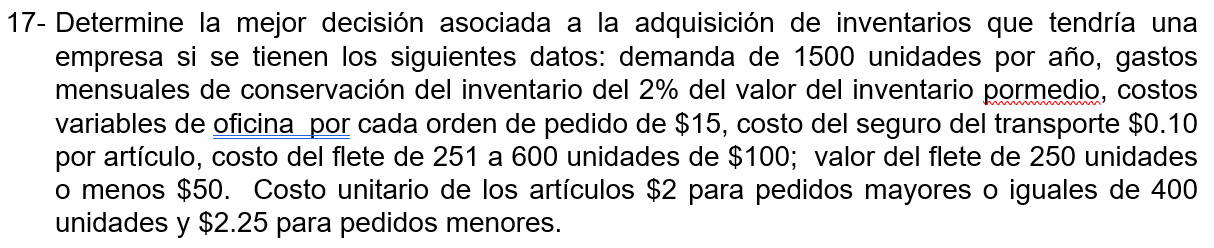 17- Determine la mejor decisión asociada a la adquisición de inventarios que tendría una
empresa si se tienen los siguientes datos: demanda de 1500 unidades por año, gastos
mensuales de conservación del inventario del 2% del valor del inventario pormedio, costos
variables de oficina por cada orden de pedido de $15, costo del seguro del transporte $0.10
por artículo, costo del flete de 251 a 600 unidades de $100; valor del flete de 250 unidades
o menos $50. Costo unitario de los artículos $2 para pedidos mayores o iguales de 400
unidades y $2.25 para pedidos menores.